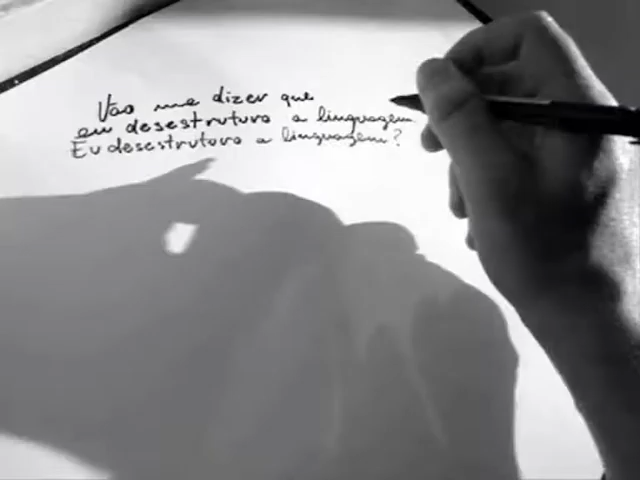 Vão me dizer que
eu desestruturo a linguagem.
Eu desestruturo a linguagem?